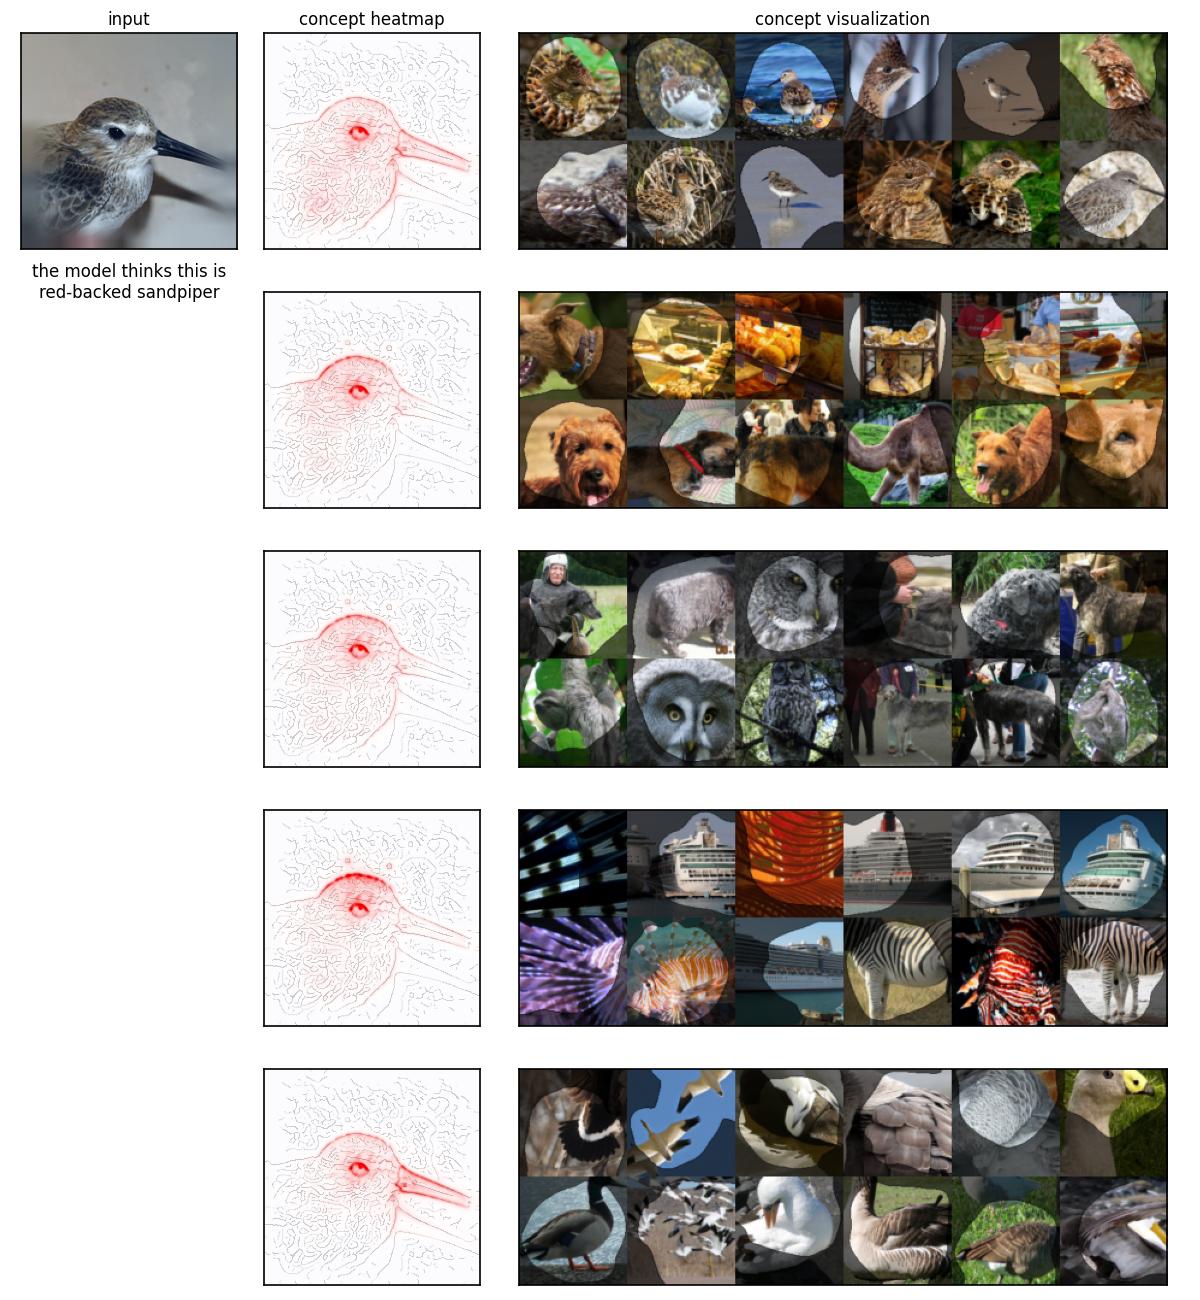 input
concept heatmap
concept visualization
the model thinks this is
red-backed sandpiper